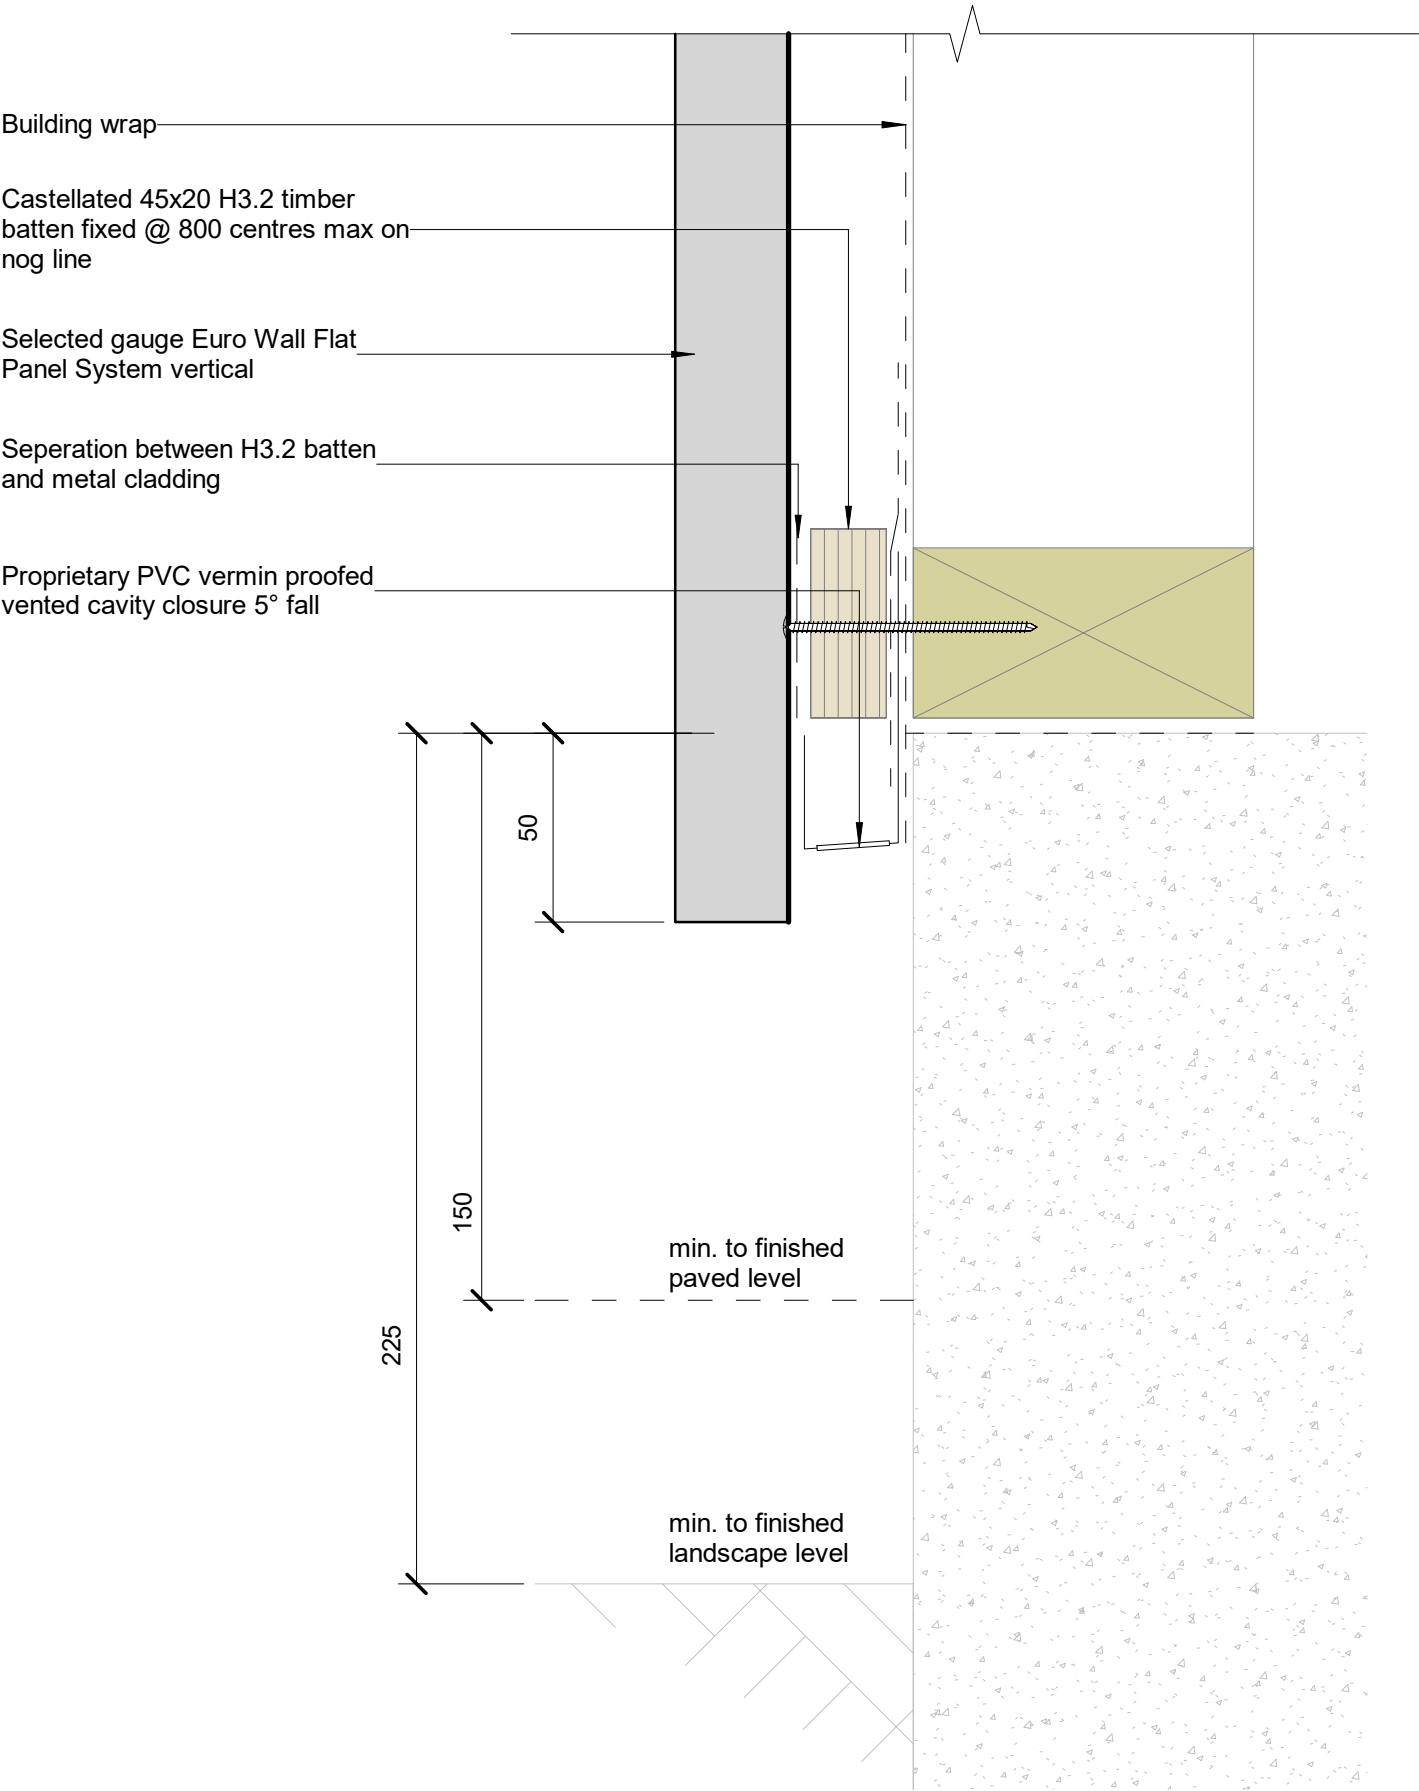 Building wrap
Castellated 45x20 H3.2 timber
batten fixed @ 800 centres max on
nog line
Selected gauge Euro Wall Flat
Panel System vertical
Seperation between H3.2 batten
and metal cladding
Proprietary PVC vermin proofed
vented cavity closure 5° fall
50
150
225
min. to finished
paved level
min. to finished
landscape level